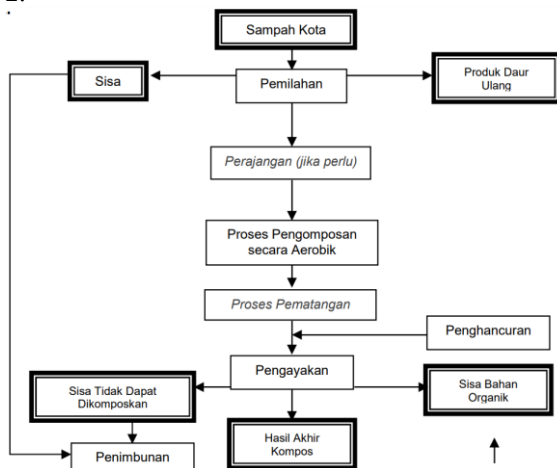 Sampah Kota
Sisa
Pemilahan
Produk Daur
Ulang
Perajangan (jika perlu)
Proses Pengomposan
secara Aerobik
Proses Pematangan
Penghancuran
Pengayakan
Sisa Tidak Dapat
Dikomposkan
Sisa Bahan
Organik
Hasil Akhir
Kompos
Penimbunan